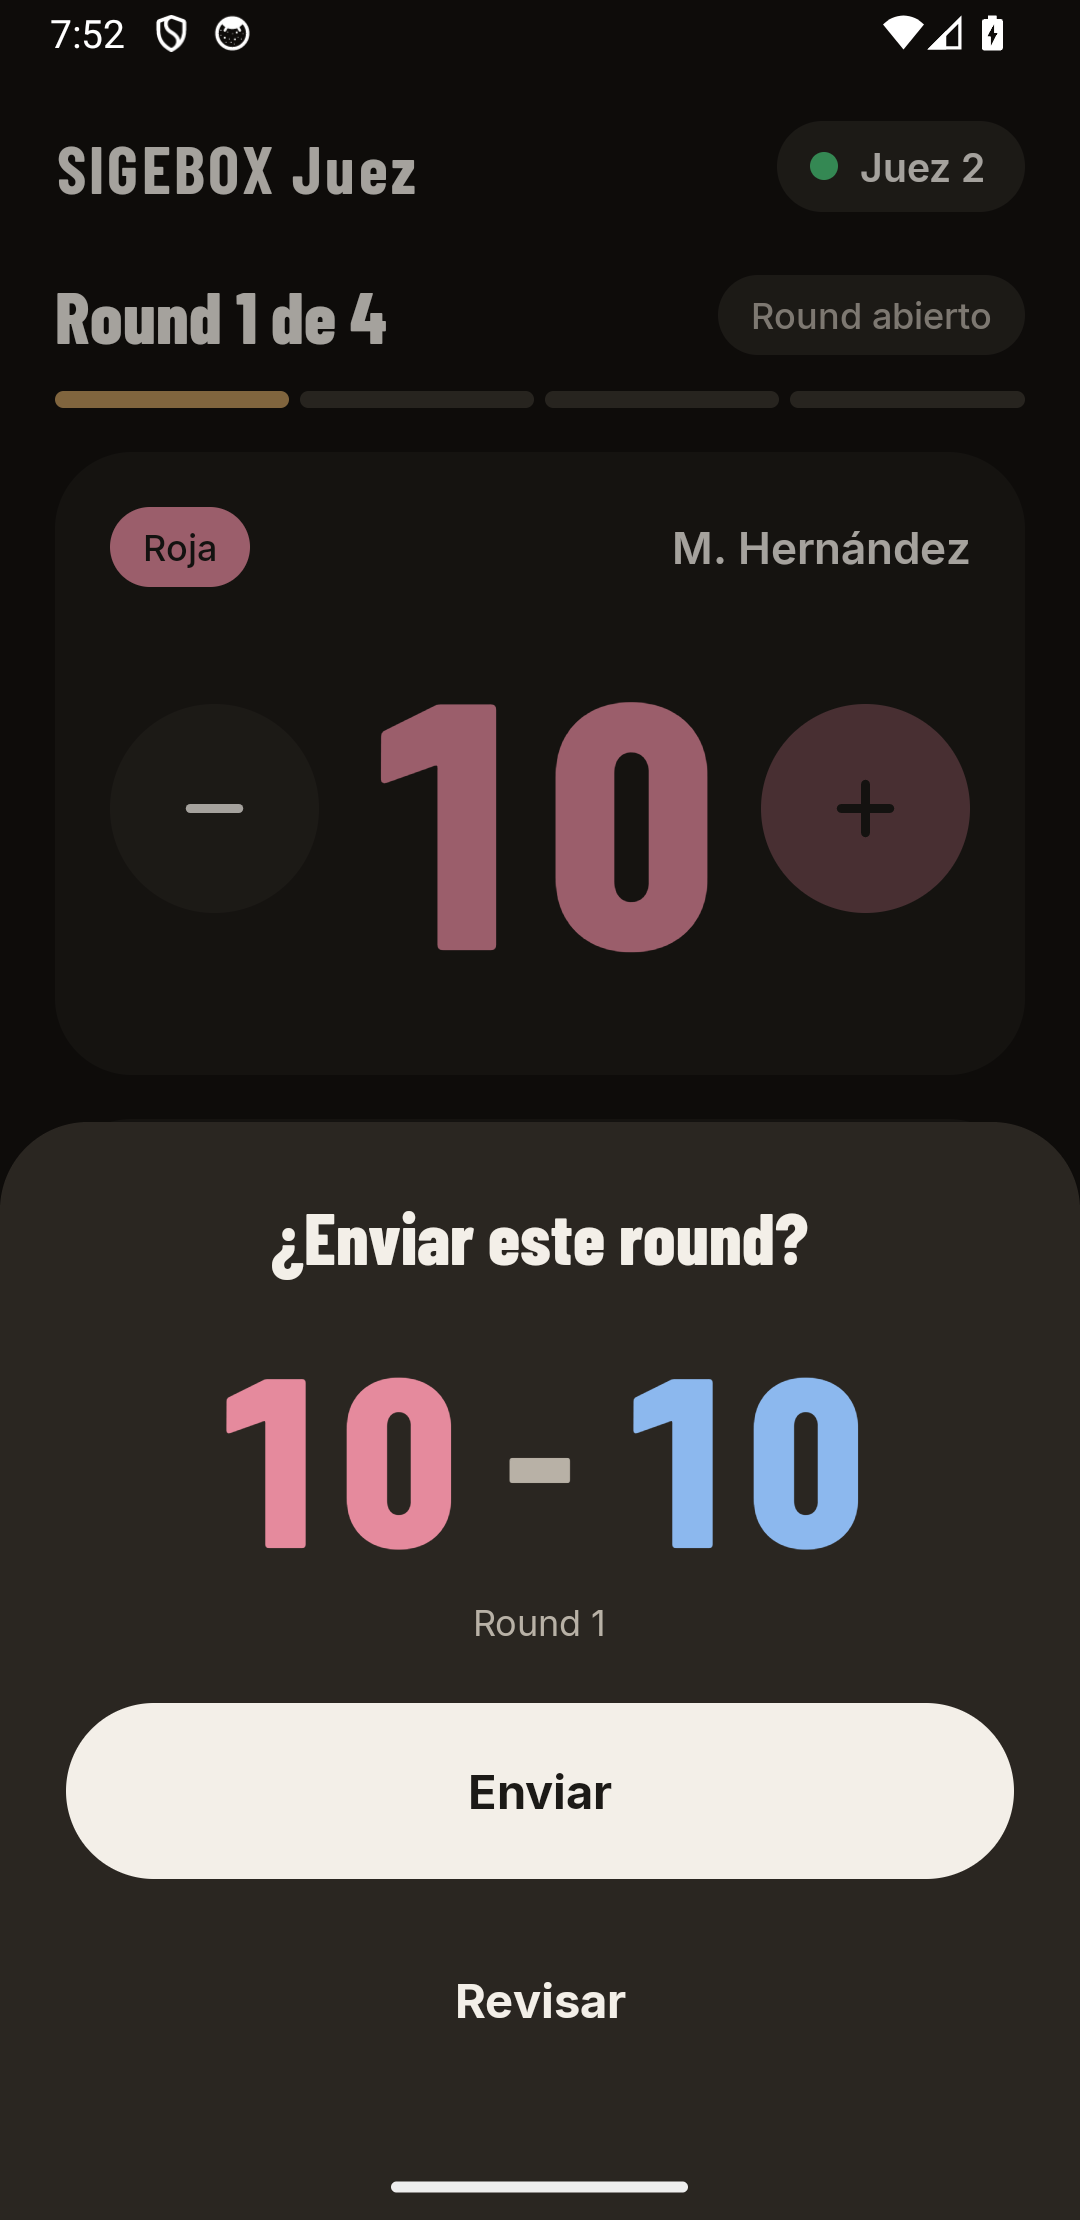 7:52
SIGEBOX Juez
Juez 2
Round 1 de 4
Round abierto
Roja
M. Hernández
− 10 +
¿Enviar este round?
10 - 10
Round 1
Enviar
Revisar